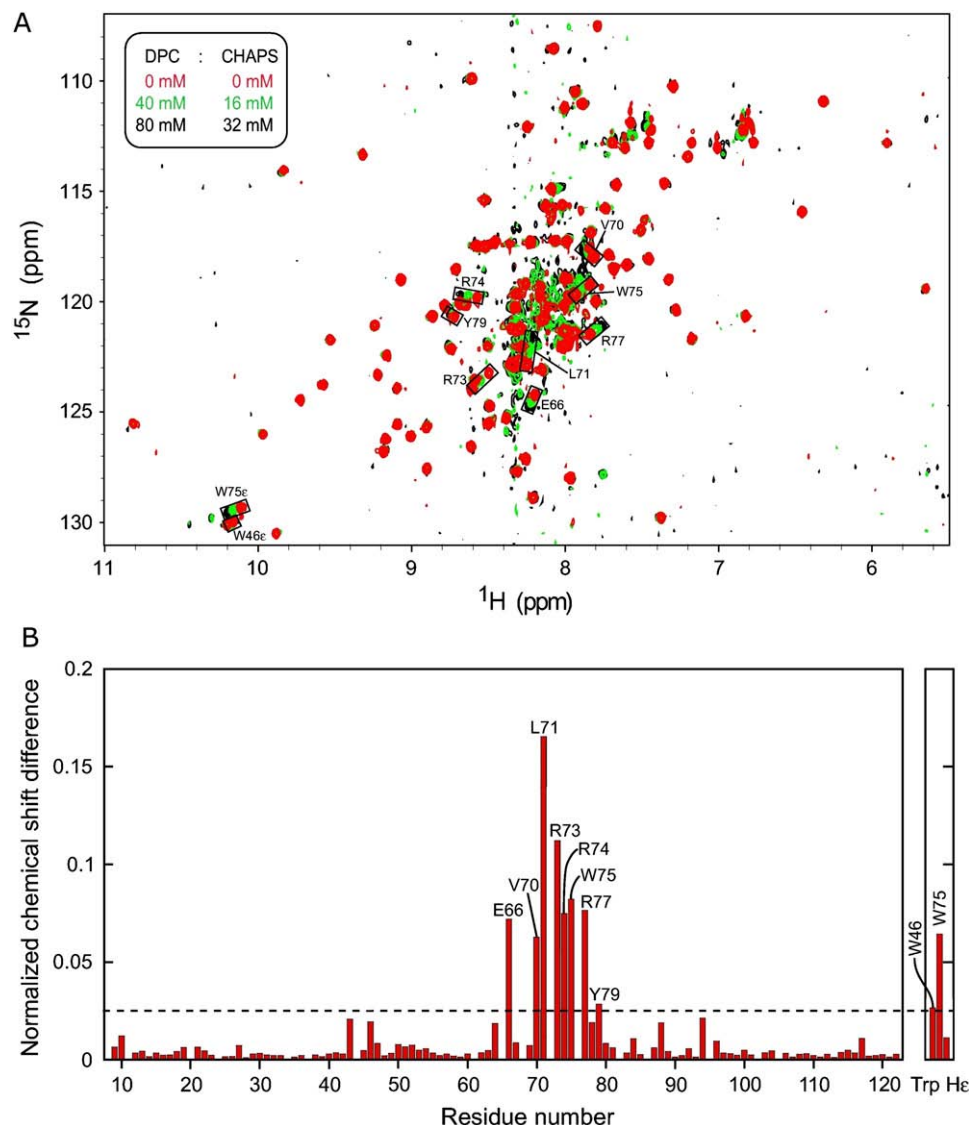 A
DPC : CHAPS
0 mM 0 mM
40 mM 16 mM
80 mM 32 mM
110
115
120
125
130
15N (ppm)
V70
R74
W75
Y79
R77
L71
R73
E66
W75ε
W46ε
11 10 9 8 7 6
1H (ppm)
B
Normalized chemical shift difference
0.2
0.15
0.1
0.05
0
L71
R73
R74
V70
W75
E66
R77
Y79
W46
W75
10 20 30 40 50 60 70 80 90 100 110 120 Trp Hε
Residue number